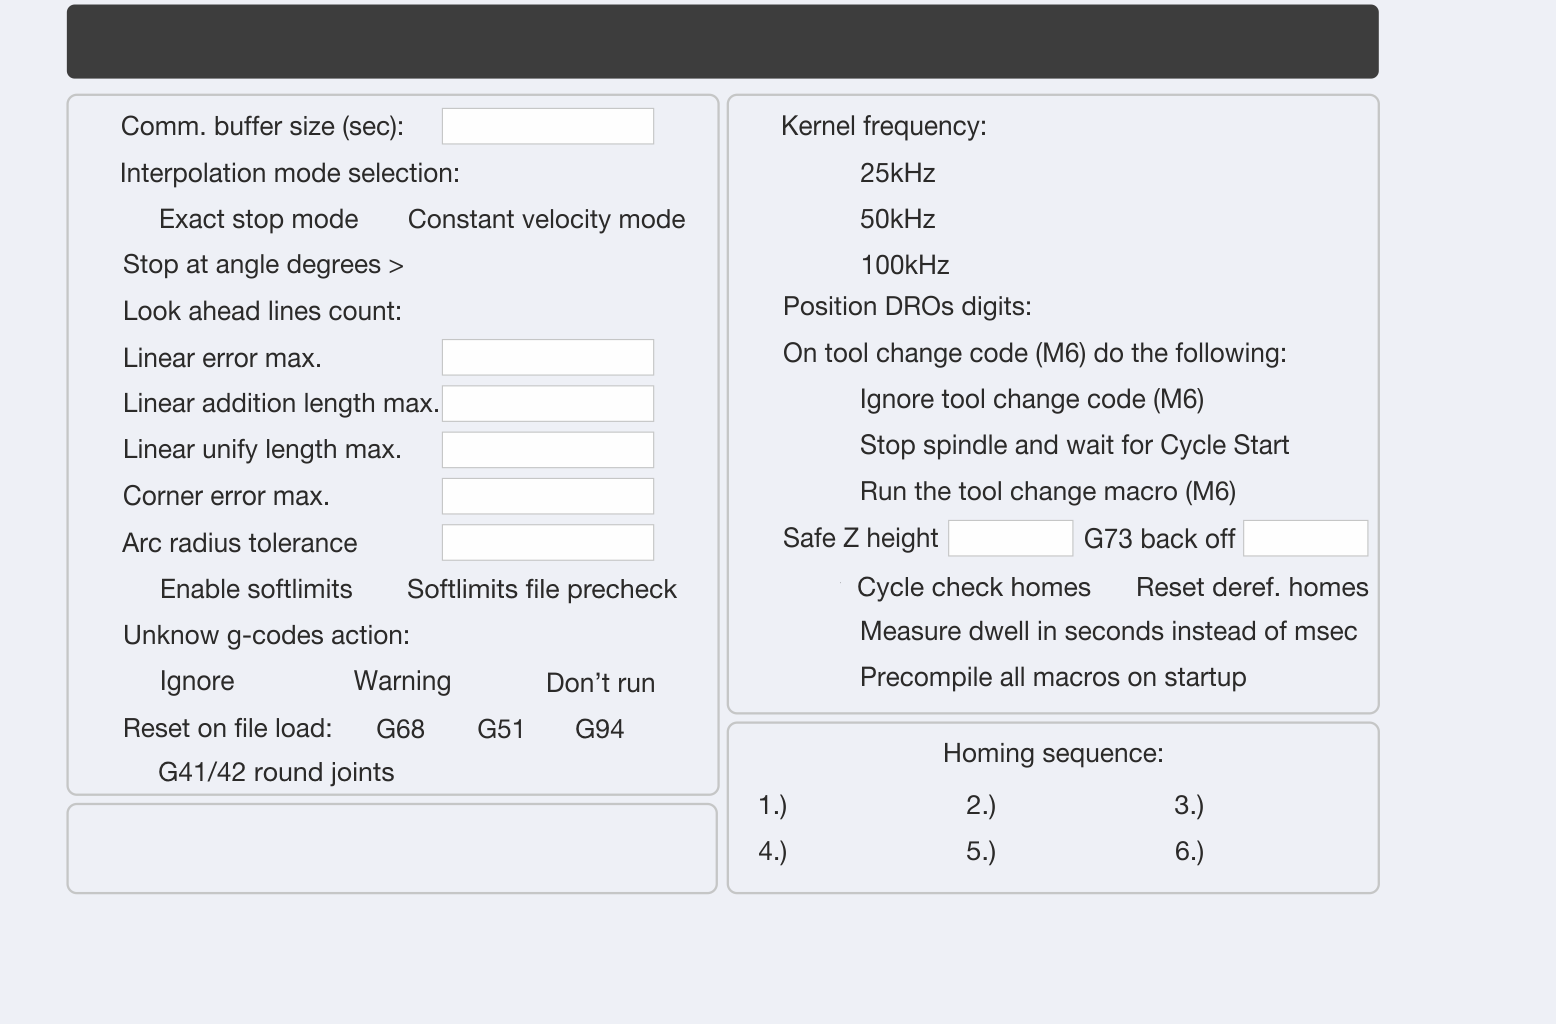 Comm. buffer size (sec):
Interpolation mode selection:
Exact stop mode Constant velocity mode
Stop at angle degrees >
Look ahead lines count:
Linear error max.
Linear addition length max.
Linear unify length max.
Corner error max.
Arc radius tolerance
Enable softlimits Softlimits file precheck
Unknow g-codes action:
Ignore Warning Don’t run
Reset on file load: G68 G51 G94
G41/42 round joints
Kernel frequency:
25kHz
50kHz
100kHz
Position DROs digits:
On tool change code (M6) do the following:
Ignore tool change code (M6)
Stop spindle and wait for Cycle Start
Run the tool change macro (M6)
Safe Z height G73 back off
Cycle check homes Reset deref. homes
Measure dwell in seconds instead of msec
Precompile all macros on startup
Homing sequence:
1.) 2.) 3.)
4.) 5.) 6.)